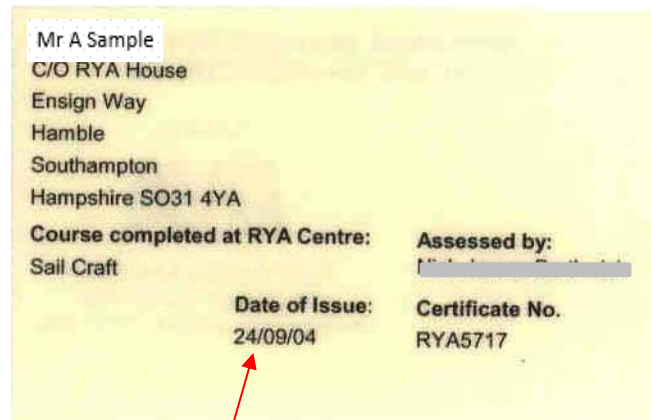 Mr A Sample
C/O RYA House
Ensign Way
Hamble
Southampton
Hampshire SO31 4YA
Course completed at RYA Centre:
Assessed by:
Sail Craft
Date of Issue:
Certificate No.
24/09/04
RYA5717